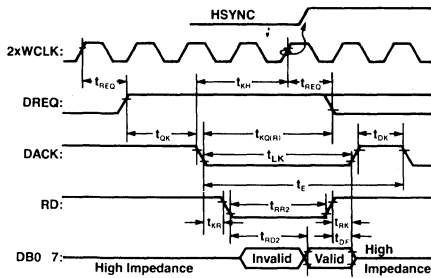 HSYNC
2xWCLK:
tREQ tKH tREQ
DREQ:
tQK tKQ(R) tDK
DACK:
tLK
tE
RD:
tKR tRR2 tRK
tRD2 tDF
DB0 7:
High Impedance
Invalid Valid
High Impedance